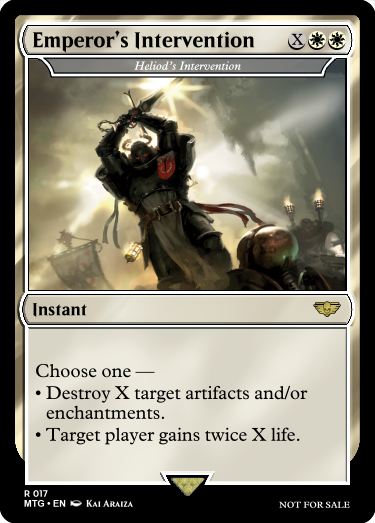 Emperor's Intervention X
Heliod's Intervention
Instant
Choose one —
• Destroy X target artifacts and/or
enchantments.
• Target player gains twice X life.
R 017
MTG • EN Kai Araiza
NOT FOR SALE